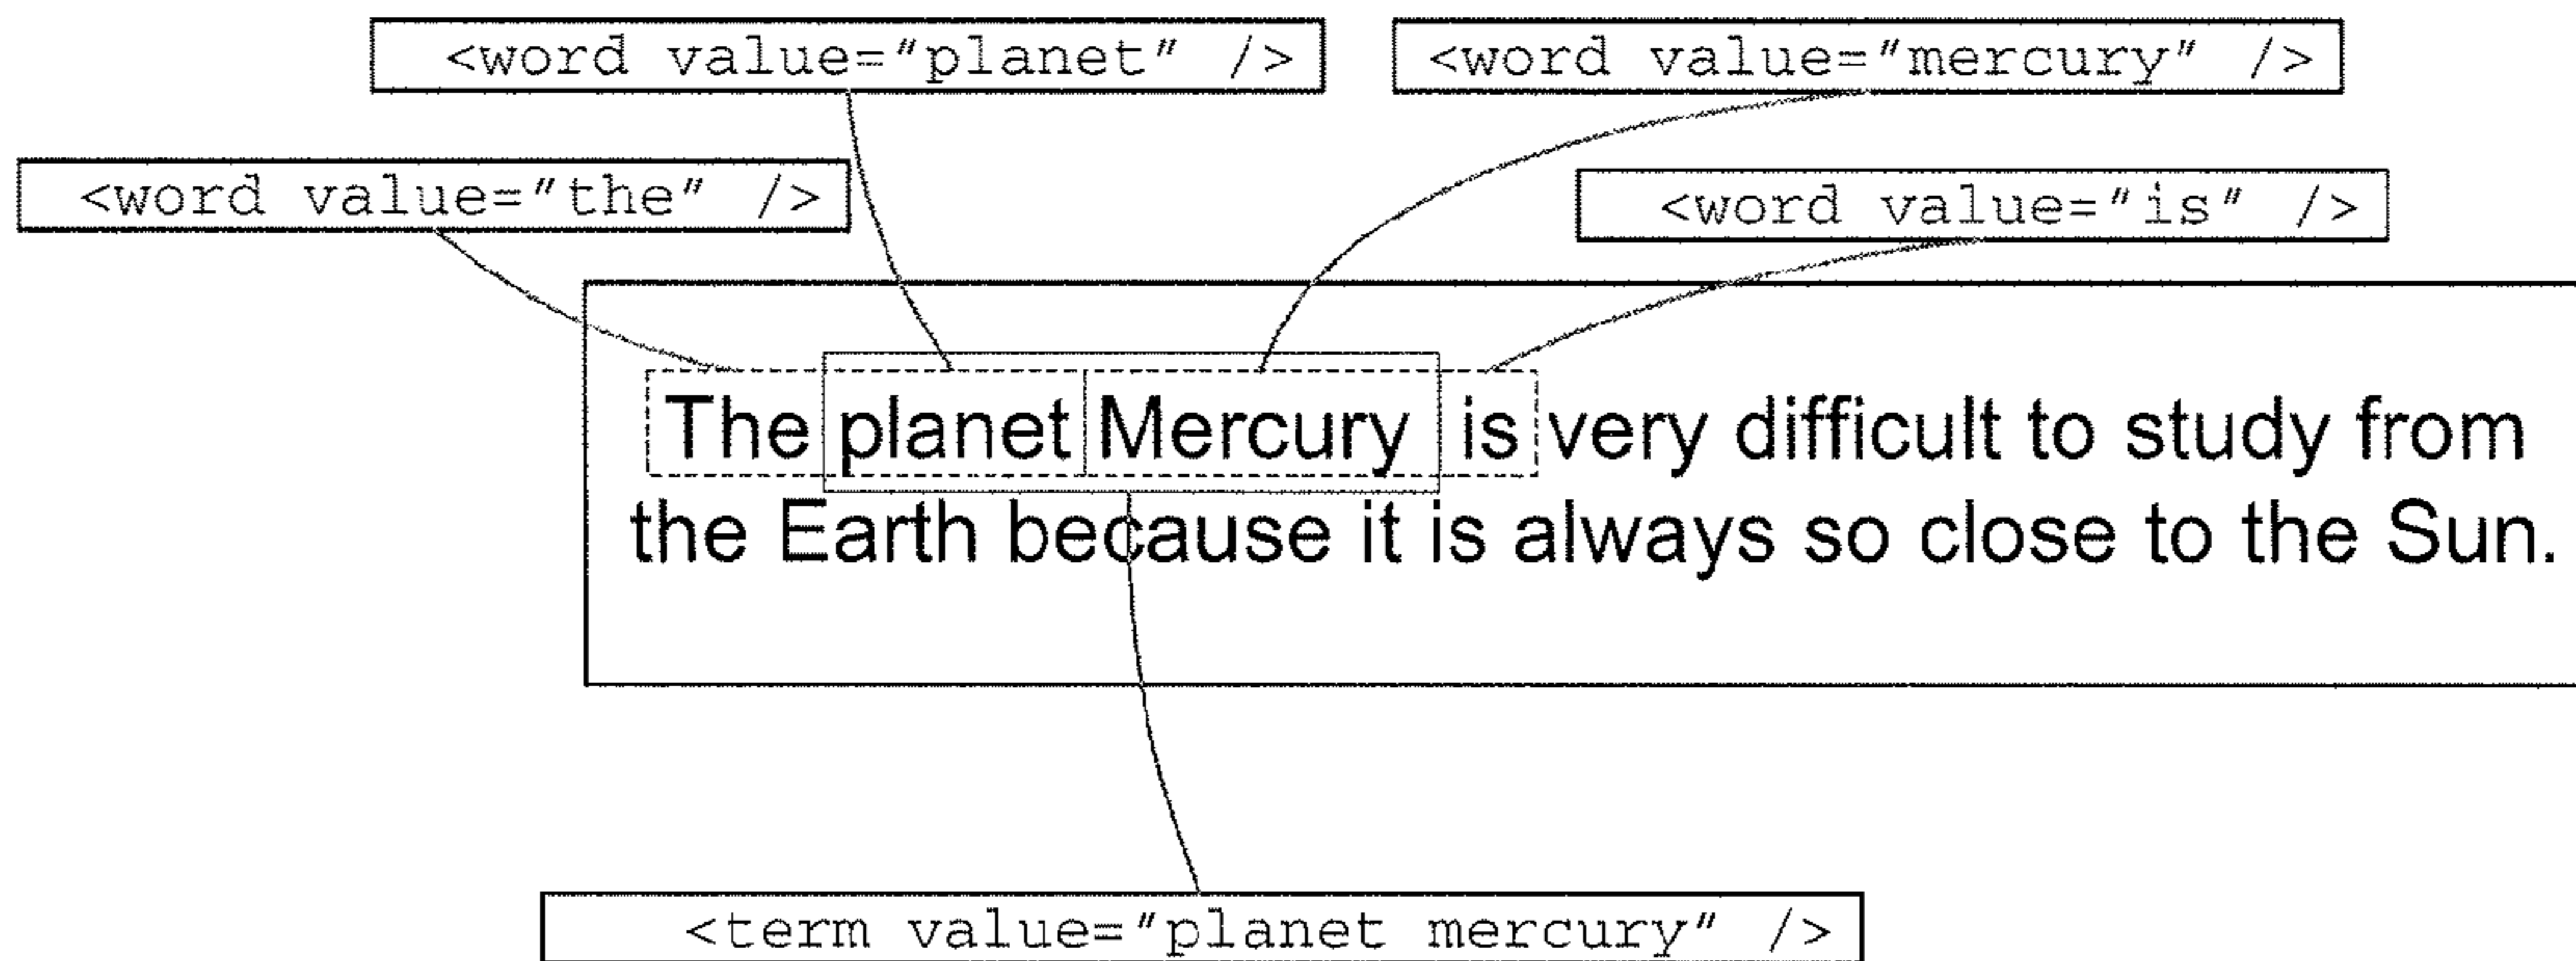 <word value="planet" />
<word value="mercury" />
<word value="the" />
<word value="is" />
The planet Mercury is very difficult to study from
the Earth because it is always so close to the Sun.
<term value="planet mercury" />